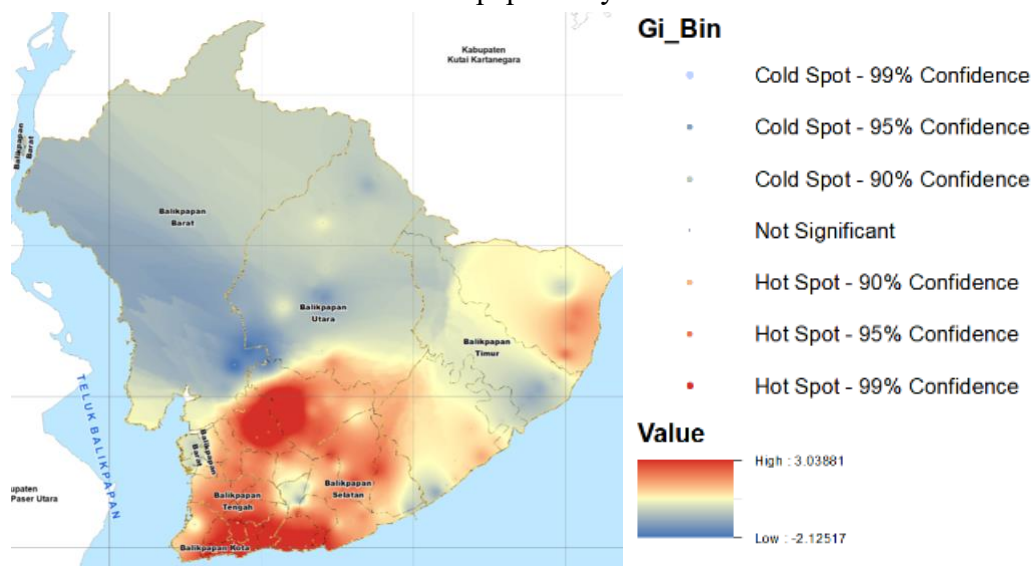 Kabupaten
Kutai Kartanegara
Balikpapan
Barat
Balikpapan
Barat
Balikpapan
Utara
Balikpapan
Timur
TELUK BALIKPAPAN
Balikpapan
Barat
Balikpapan
Selatan
Balikpapan
Tengah
upaten
Paser Utara
Balikpapan Kota
Gi_Bin
Cold Spot - 99% Confidence
Cold Spot - 95% Confidence
Cold Spot - 90% Confidence
Not Significant
Hot Spot - 90% Confidence
Hot Spot - 95% Confidence
Hot Spot - 99% Confidence
Value
High : 3.03881
Low : -2.12517